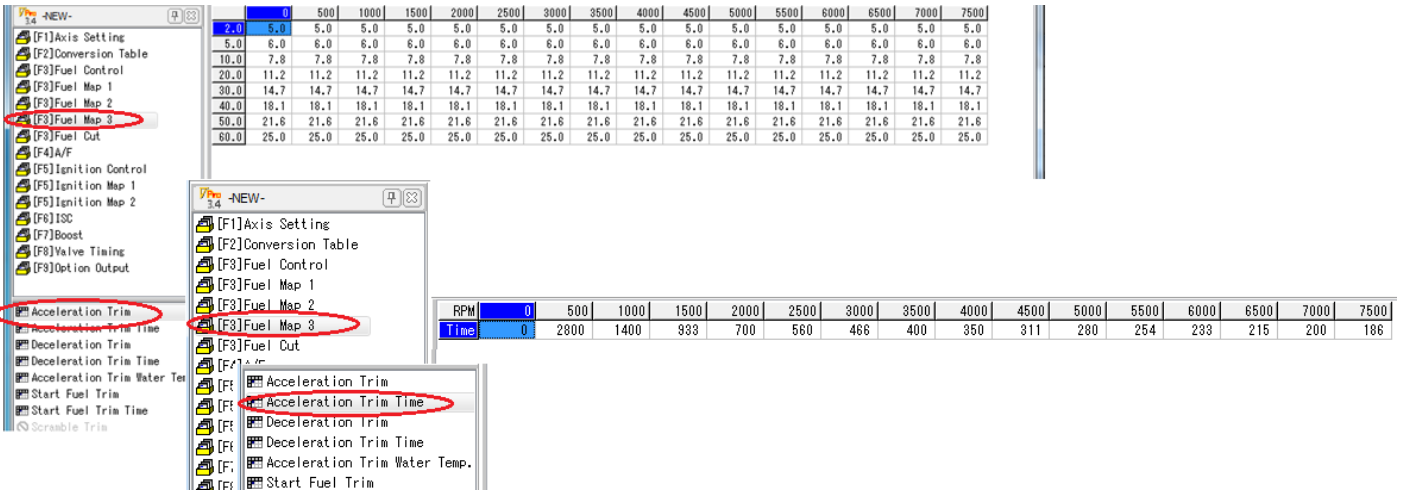 V Pro 3.4 -NEW-
[F1]Axis Setting
[F2]Conversion Table
[F3]Fuel Control
[F3]Fuel Map 1
[F3]Fuel Map 2
[F3]Fuel Map 3
[F3]Fuel Cut
[F4]A/F
[F5]Ignition Control
[F5]Ignition Map 1
[F5]Ignition Map 2
[F6]ISC
[F7]Boost
[F8]Valve Timing
[F9]Option Output
Acceleration Trim
Acceleration Trim Time
Deceleration Trim
Deceleration Trim Time
Acceleration Trim Water Te
Start Fuel Trim
Start Fuel Trim Time
Scramble Trim
0 500 1000 1500 2000 2500 3000 3500 4000 4500 5000 5500 6000 6500 7000 7500
2.0 5.0 5.0 5.0 5.0 5.0 5.0 5.0 5.0 5.0 5.0 5.0 5.0 5.0 5.0 5.0 5.0
5.0 6.0 6.0 6.0 6.0 6.0 6.0 6.0 6.0 6.0 6.0 6.0 6.0 6.0 6.0 6.0 6.0
10.0 7.8 7.8 7.8 7.8 7.8 7.8 7.8 7.8 7.8 7.8 7.8 7.8 7.8 7.8 7.8 7.8
20.0 11.2 11.2 11.2 11.2 11.2 11.2 11.2 11.2 11.2 11.2 11.2 11.2 11.2 11.2 11.2 11.2
30.0 14.7 14.7 14.7 14.7 14.7 14.7 14.7 14.7 14.7 14.7 14.7 14.7 14.7 14.7 14.7 14.7
40.0 18.1 18.1 18.1 18.1 18.1 18.1 18.1 18.1 18.1 18.1 18.1 18.1 18.1 18.1 18.1 18.1
50.0 21.6 21.6 21.6 21.6 21.6 21.6 21.6 21.6 21.6 21.6 21.6 21.6 21.6 21.6 21.6 21.6
60.0 25.0 25.0 25.0 25.0 25.0 25.0 25.0 25.0 25.0 25.0 25.0 25.0 25.0 25.0 25.0 25.0
V Pro 3.4 -NEW-
[F1]Axis Setting
[F2]Conversion Table
[F3]Fuel Control
[F3]Fuel Map 1
[F3]Fuel Map 2
[F3]Fuel Map 3
[F3]Fuel Cut
Acceleration Trim
Acceleration Trim Time
Deceleration Trim
Deceleration Trim Time
Acceleration Trim Water Temp.
Start Fuel Trim
RPM 0 500 1000 1500 2000 2500 3000 3500 4000 4500 5000 5500 6000 6500 7000 7500
Time 0 2800 1400 933 700 560 466 400 350 311 280 254 233 215 200 186